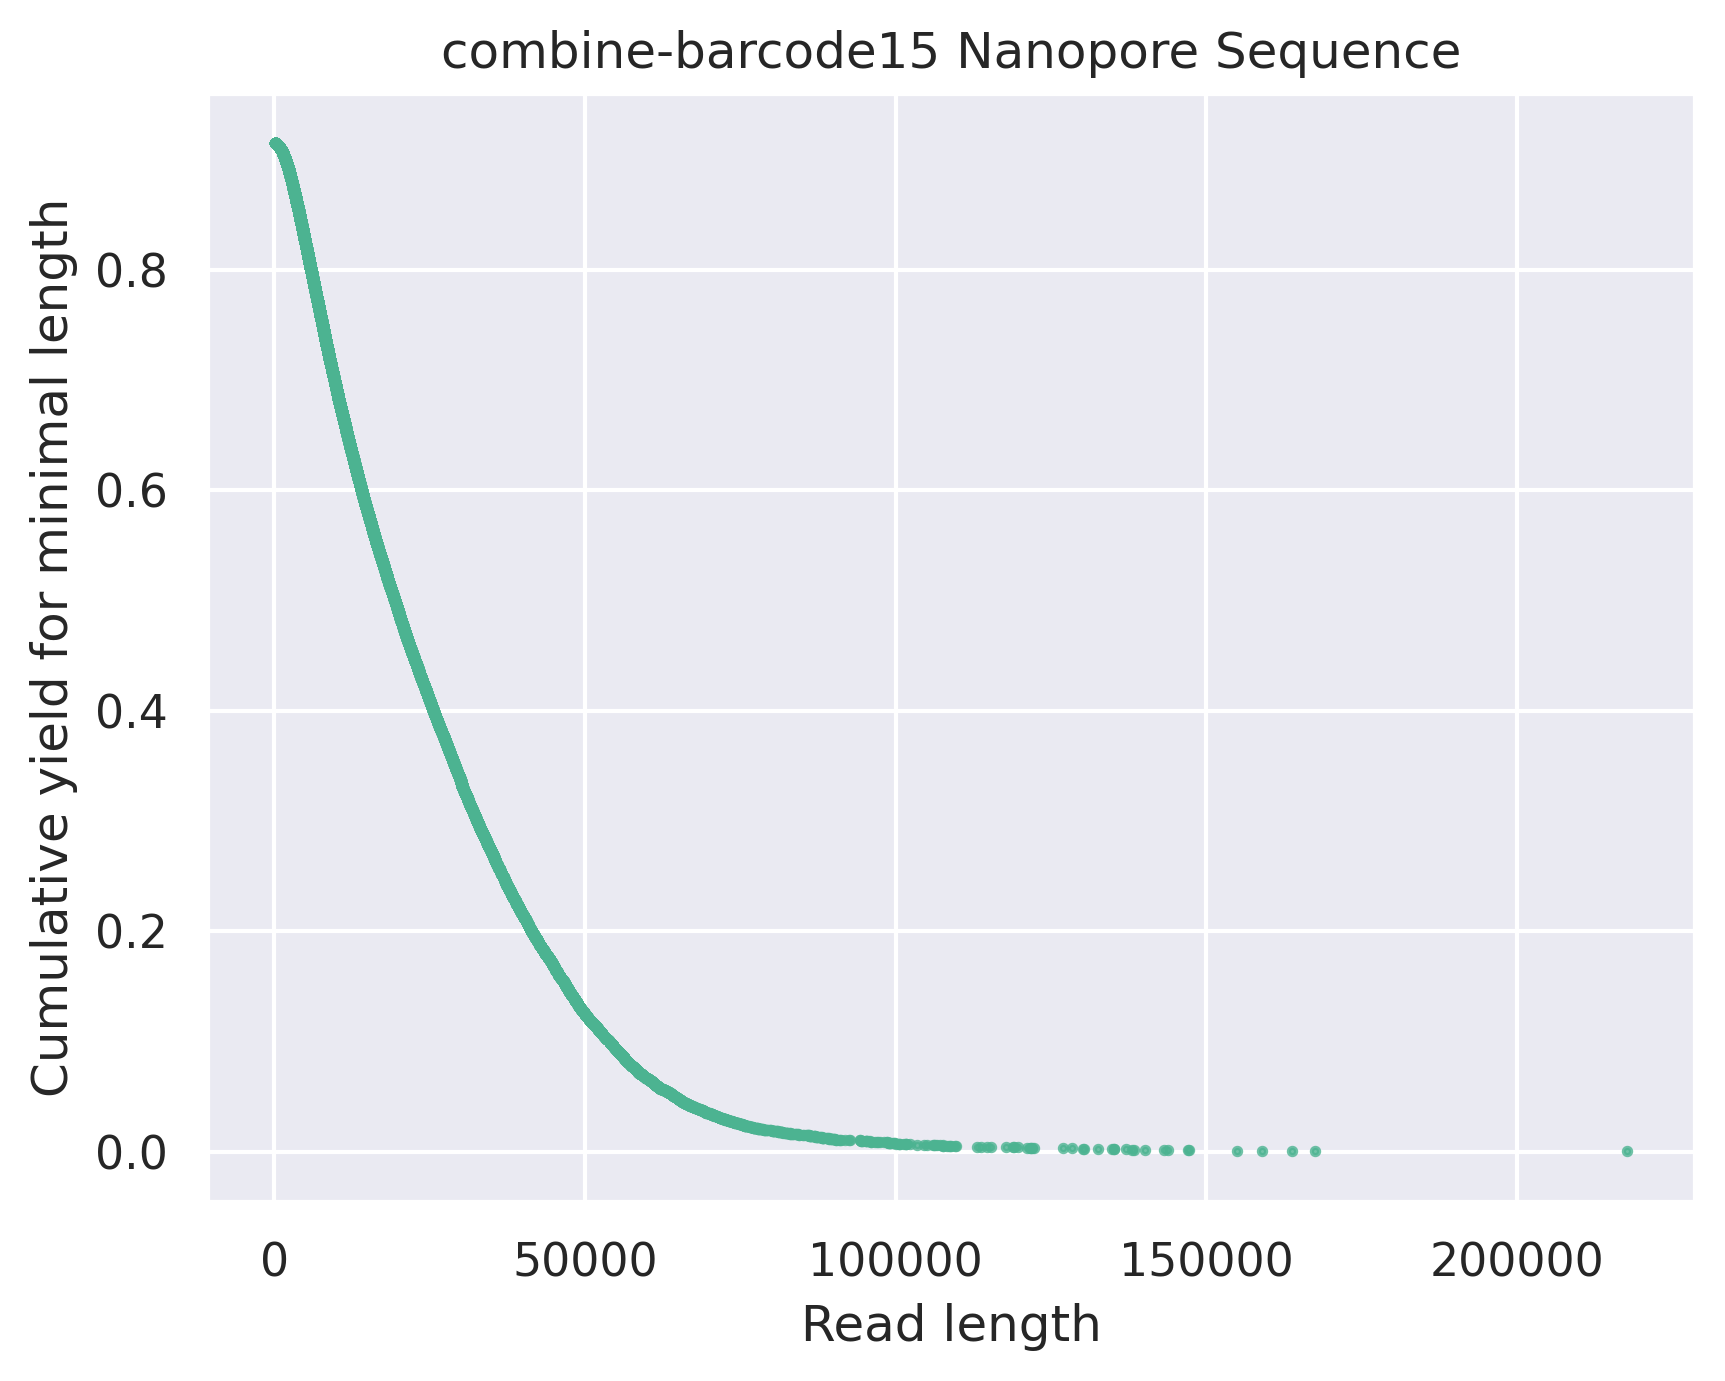 combine-barcode15 Nanopore Sequence
Cumulative yield for minimal length
0.8
0.6
0.4
0.2
0.0
0 50000 100000 150000 200000
Read length